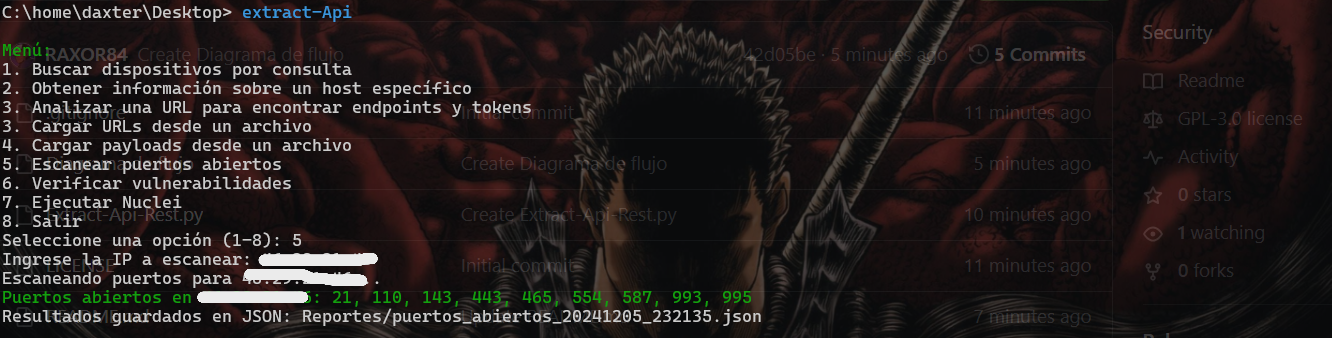 C:\home\daxter\Desktop> extract-Api
Menú:
RAXOR84 Create Diagrama de flujo 42d05be · 5 minutes ago 5 Commits
1. Buscar dispositivos por consulta
2. Obtener información sobre un host específico
3. Analizar una URL para encontrar endpoints y tokens
.gitignore Initial commit 11 minutes ago
3. Cargar URLs desde un archivo
4. Cargar payloads desde un archivo
5. Escanear puertos abiertos
Create Diagrama de flujo 5 minutes ago
6. Verificar vulnerabilidades
7. Ejecutar Nuclei
Extract-Api-Rest.py Create Extract-Api-Rest.py 10 minutes ago
8. Salir
Seleccione una opción (1-8): 5
Ingrese la IP a escanear:
LICENSE Initial commit 11 minutes ago
Escaneando puertos para .
Puertos abiertos en : 21, 110, 143, 443, 465, 554, 587, 993, 995
Resultados guardados en JSON: Reportes/puertos_abiertos_20241205_232135.json
7 minutes ago
Security
Readme
GPL-3.0 license
Activity
0 stars
1 watching
0 forks